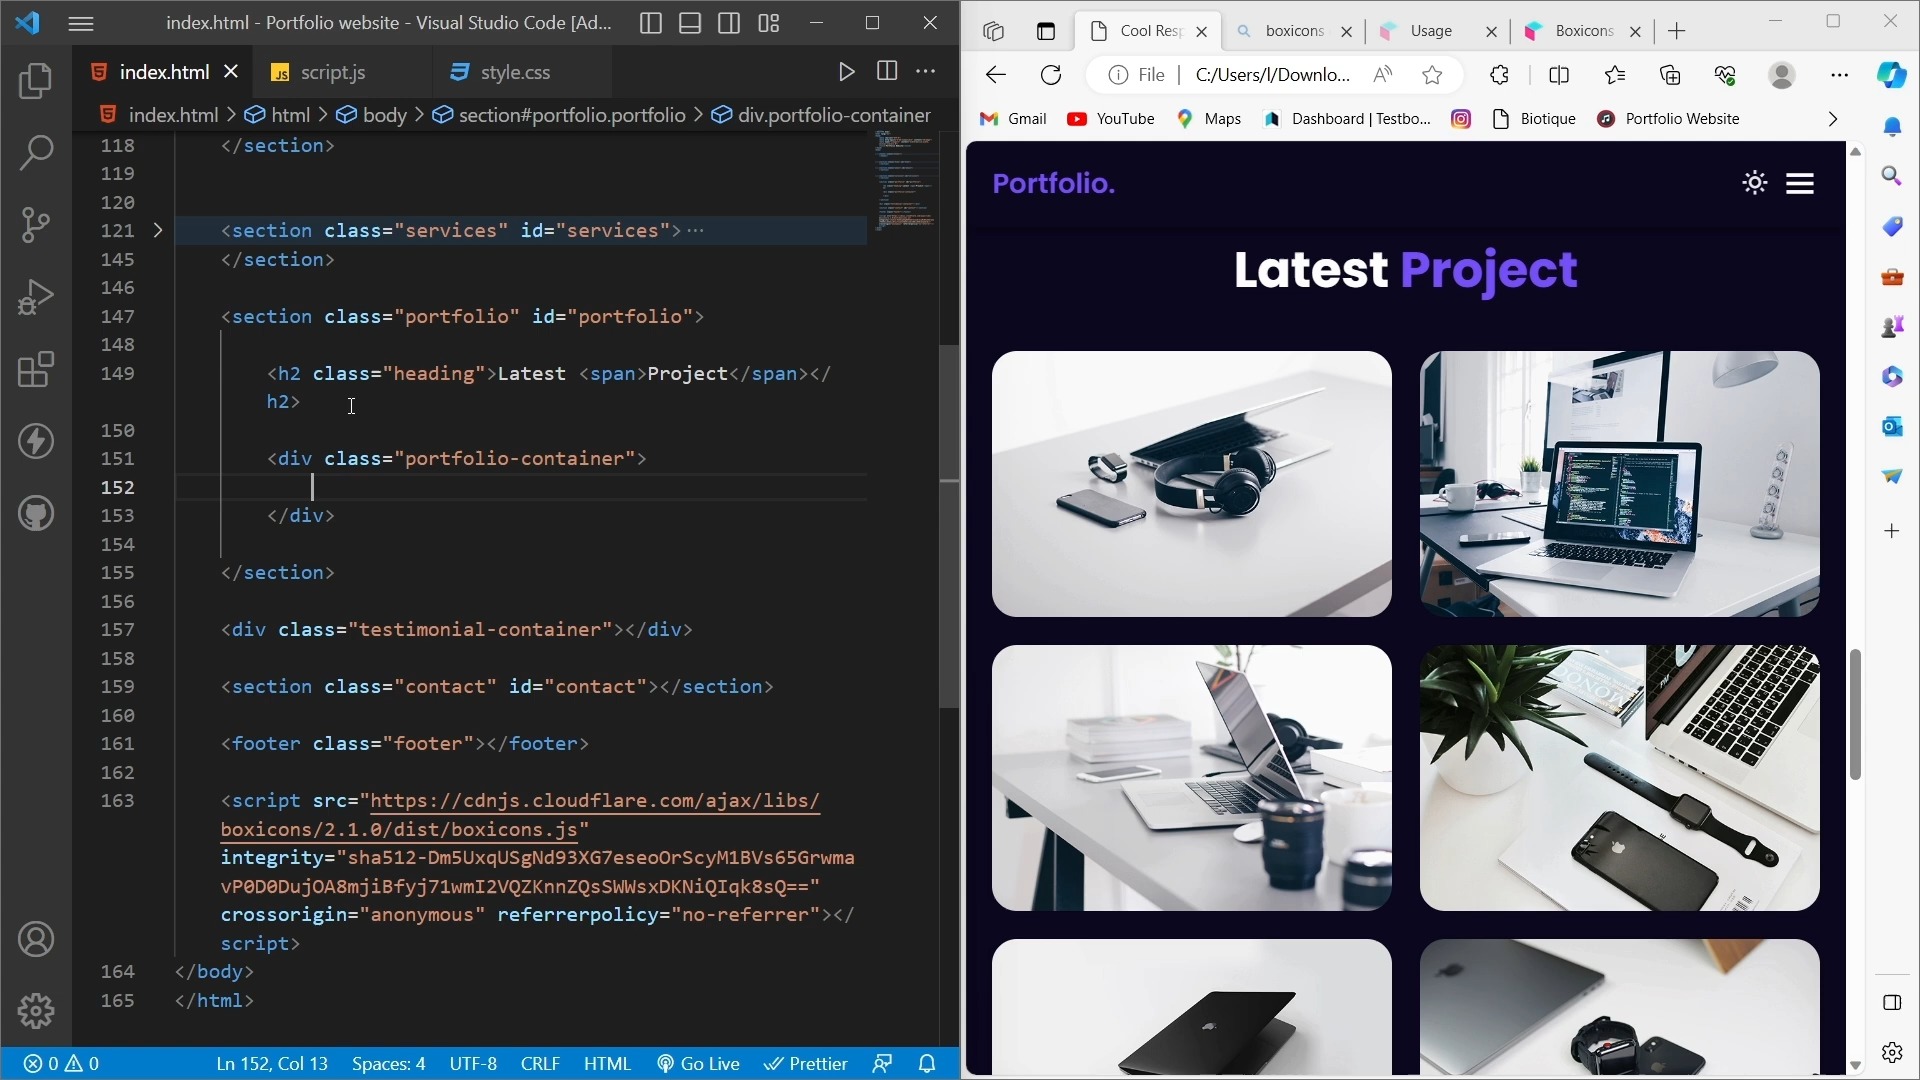 index.html - Portfolio website - Visual Studio Code [Ad...
index.html
script.js
style.css
index.html > html > body > section#portfolio.portfolio > div.portfolio-container
118 </section>
119
120
121 <section class="services" id="services">…
145 </section>
146
147 <section class="portfolio" id="portfolio">
148
149 <h2 class="heading">Latest <span>Project</span></
h2>
150
151 <div class="portfolio-container">
152
153 </div>
154
155 </section>
156
157 <div class="testimonial-container"></div>
158
159 <section class="contact" id="contact"></section>
160
161 <footer class="footer"></footer>
162
163 <script src="https://cdnjs.cloudflare.com/ajax/libs/
boxicons/2.1.0/dist/boxicons.js"
integrity="sha512-Dm5UxqUSgNd93XG7eseoOrScyM1BVs65Grwma
vP0D0DujOA8mjiBfyj71wmI2VQZKnnZQsSWWsxDKNiQIqk8sQ=="
crossorigin="anonymous" referrerpolicy="no-referrer"></
script>
164 </body>
165 </html>
0 0 Ln 152, Col 13 Spaces: 4 UTF-8 CRLF HTML Go Live Prettier
Cool Resp
boxicons
Usage
Boxicons
File C:/Users/l/Downlo...
Gmail
YouTube
Maps
Dashboard | Testbo...
Biotique
Portfolio Website
Portfolio.
Latest Project